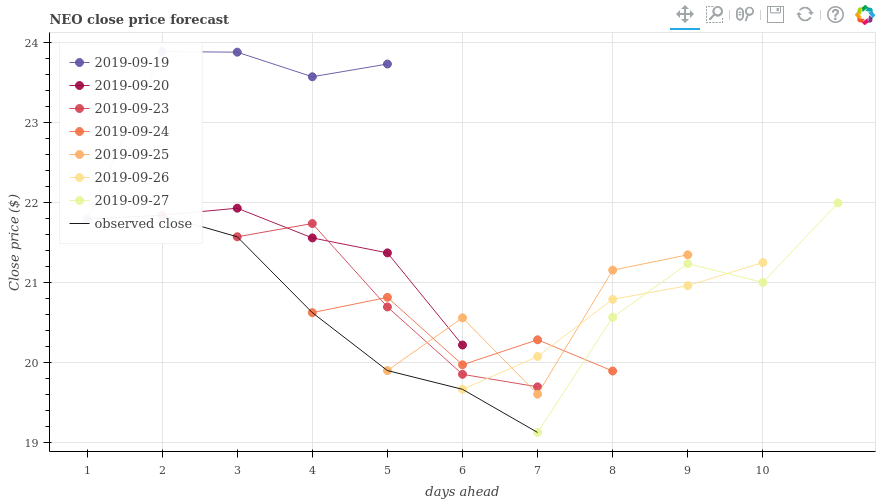 NEO close price forecast
24
23
22
21
20
19
Close price ($)
2019-09-19
2019-09-20
2019-09-23
2019-09-24
2019-09-25
2019-09-26
2019-09-27
observed close
1 2 3 4 5 6 7 8 9 10
days ahead